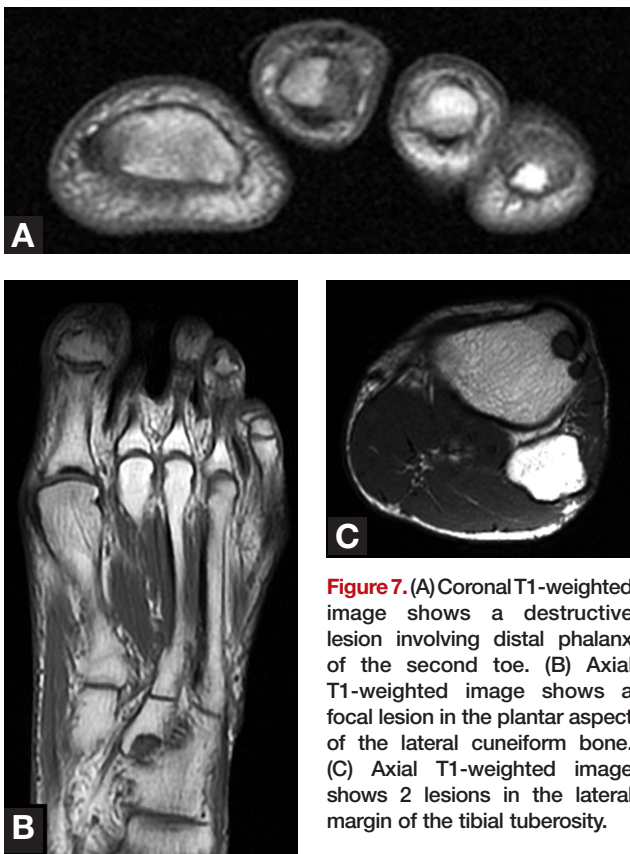 A
B
C
Figure 7. (A) Coronal T1-weighted
image shows a destructive
lesion involving distal phalanx
of the second toe. (B) Axial
T1-weighted image shows a
focal lesion in the plantar aspect
of the lateral cuneiform bone.
(C) Axial T1-weighted image
shows 2 lesions in the lateral
margin of the tibial tuberosity.